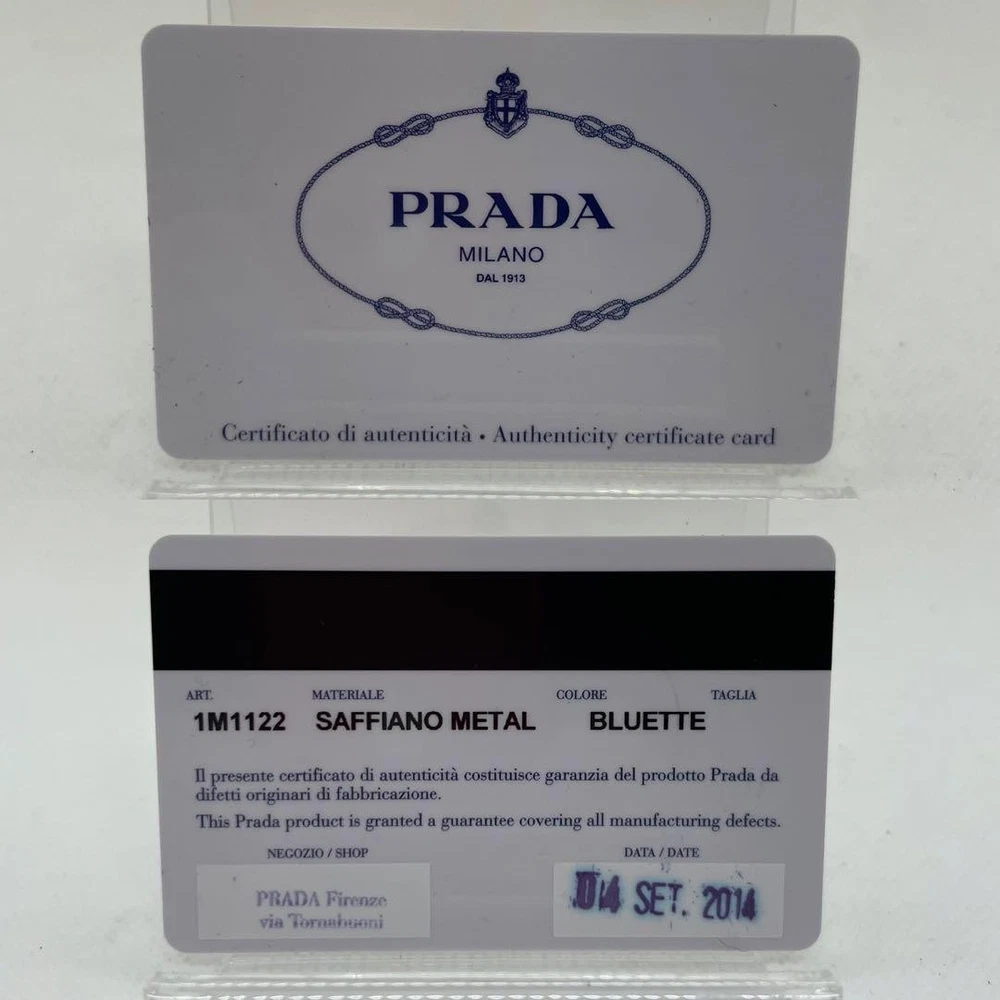 PRADA
MILANO
DAL 1913
Certificato di autenticità • Authenticity certificate card
ART. MATERIALE COLORE TAGLIA
1M1122 SAFFIANO METAL BLUETTE
Il presente certificato di autenticità costituisce garanzia del prodotto Prada da
difetti originari di fabbricazione.
This Prada product is granted a guarantee covering all manufacturing defects.
NEGOZIO / SHOP DATA / DATE
PRADA Firenze
via Tornabuoni
04 SET. 2014